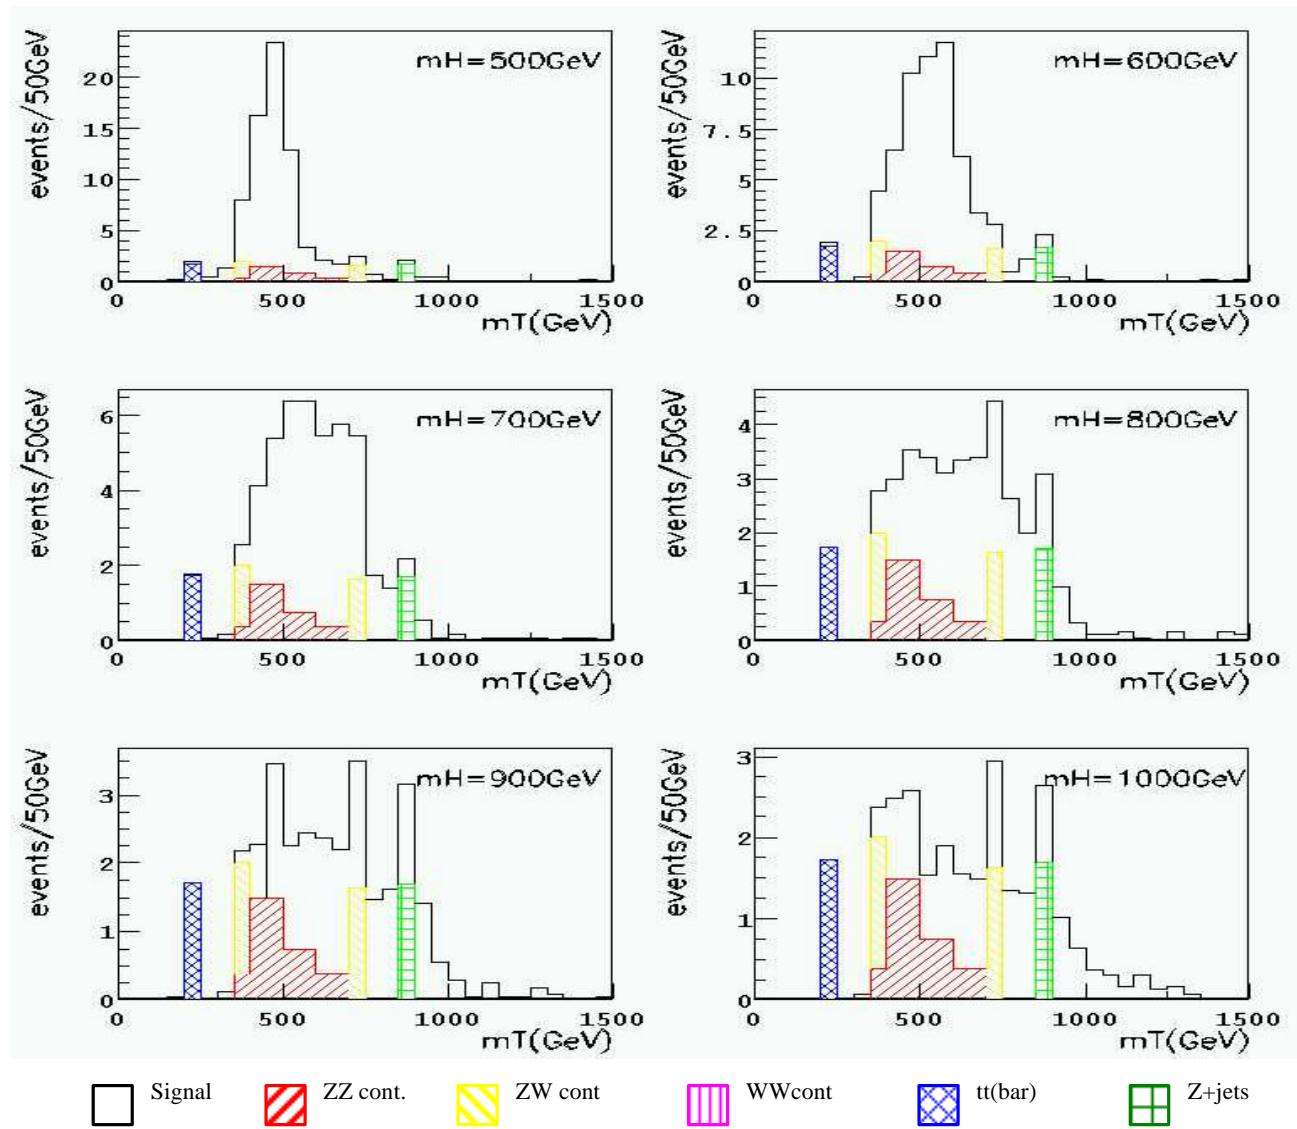 events/50GeV
mH=500GeV
20
15
10
5
0
0 500 1000 1500
mT(GeV)
events/50GeV
mH=600GeV
10
7.5
5
2.5
0
0 500 1000 1500
mT(GeV)
events/50GeV
mH=700GeV
6
4
2
0
0 500 1000 1500
mT(GeV)
events/50GeV
mH=800GeV
4
3
2
1
0
0 500 1000 1500
mT(GeV)
events/50GeV
mH=900GeV
3
2
1
0
0 500 1000 1500
mT(GeV)
events/50GeV
mH=1000GeV
3
2
1
0
0 500 1000 1500
mT(GeV)
Signal ZZ cont. ZW cont WWcont tt(bar) Z+jets